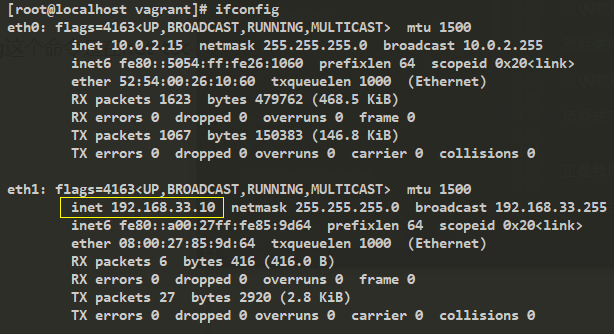 [root@localhost vagrant]# ifconfig
eth0: flags=4163<UP,BROADCAST,RUNNING,MULTICAST>  mtu 1500
inet 10.0.2.15  netmask 255.255.255.0  broadcast 10.0.2.255
inet6 fe80::5054:ff:fe26:1060  prefixlen 64  scopeid 0x20<link>
ether 52:54:00:26:10:60  txqueuelen 1000  (Ethernet)
RX packets 1623  bytes 479762 (468.5 KiB)
RX errors 0  dropped 0  overruns 0  frame 0
TX packets 1067  bytes 150383 (146.8 KiB)
TX errors 0  dropped 0 overruns 0  carrier 0  collisions 0
eth1: flags=4163<UP,BROADCAST,RUNNING,MULTICAST>  mtu 1500
inet 192.168.33.10  netmask 255.255.255.0  broadcast 192.168.33.255
inet6 fe80::a00:27ff:fe85:9d64  prefixlen 64  scopeid 0x20<link>
ether 08:00:27:85:9d:64  txqueuelen 1000  (Ethernet)
RX packets 6  bytes 416 (416.0 B)
RX errors 0  dropped 0  overruns 0  frame 0
TX packets 27  bytes 2920 (2.8 KiB)
TX errors 0  dropped 0 overruns 0  carrier 0  collisions 0